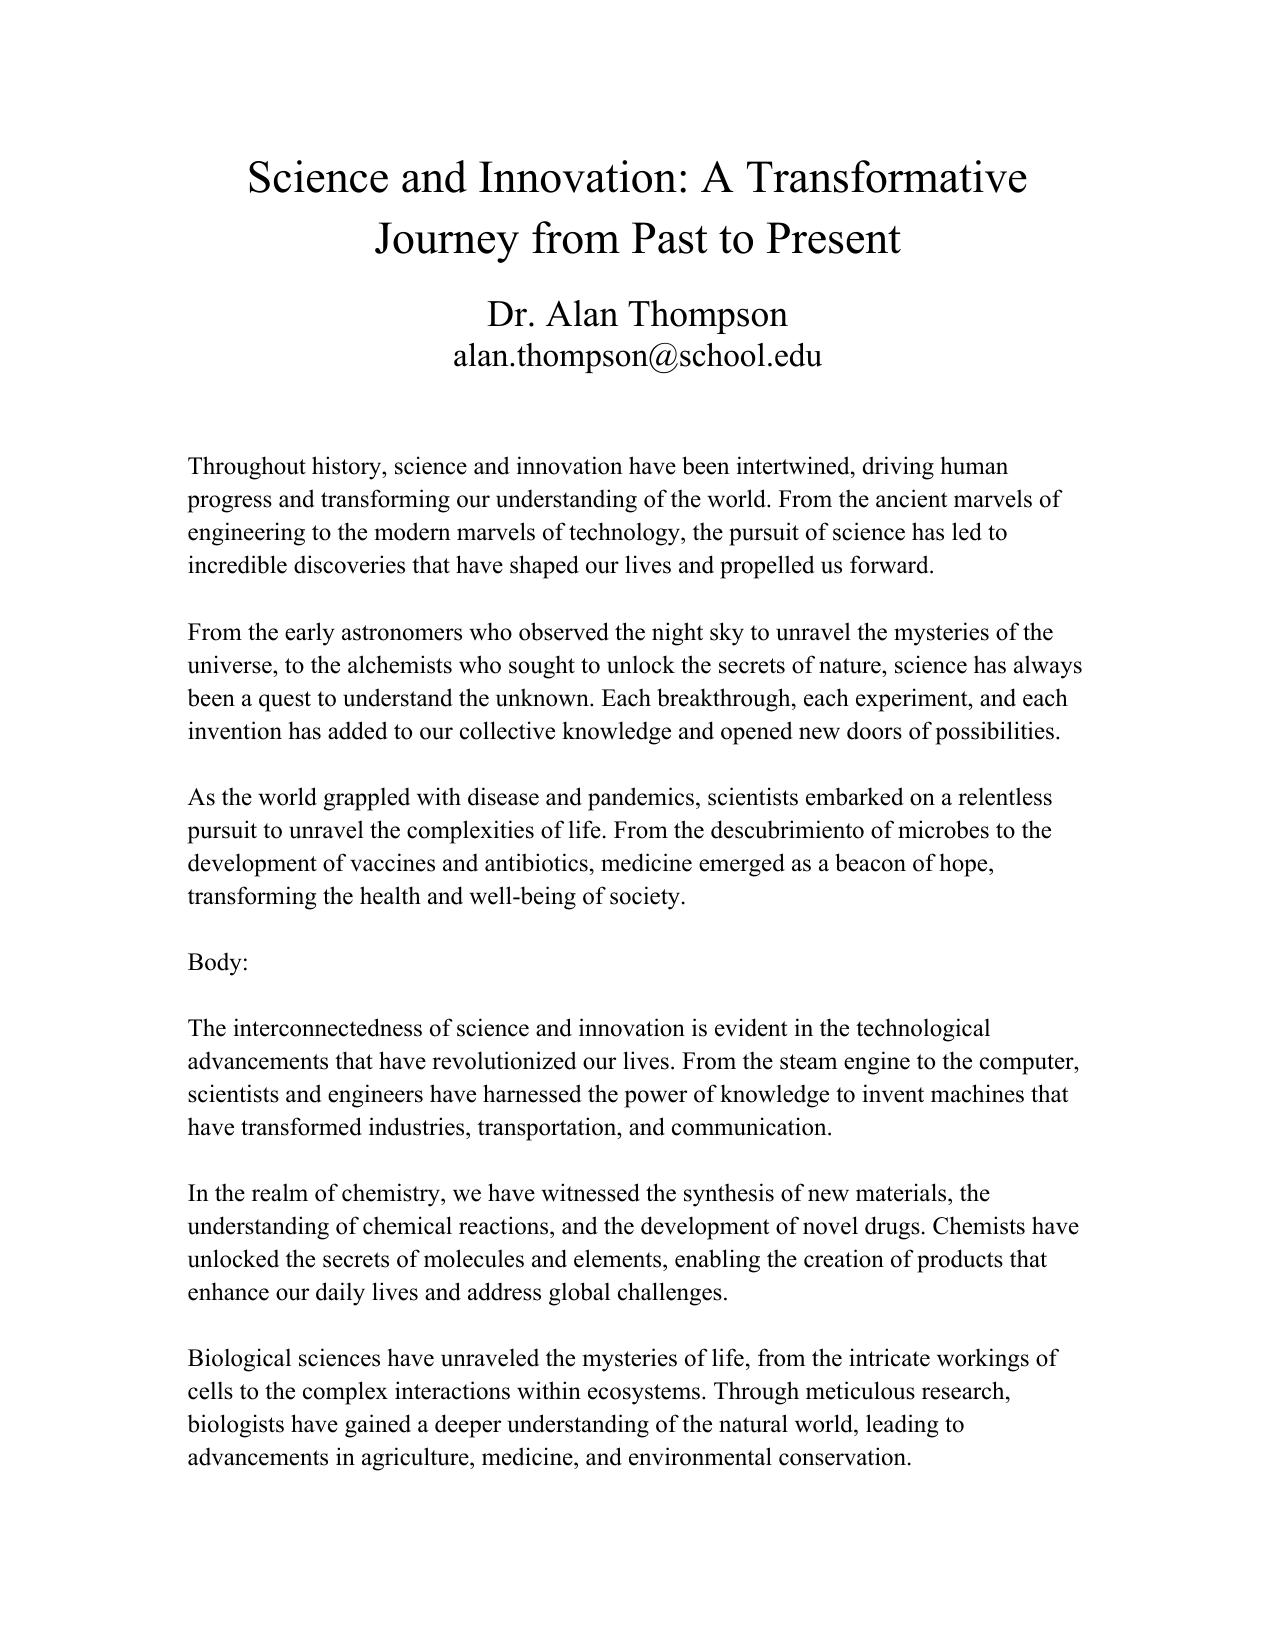 Science and Innovation: A Transformative
Journey from Past to Present
Dr. Alan Thompson
alan.thompson@school.edu
Throughout history, science and innovation have been intertwined, driving human
progress and transforming our understanding of the world. From the ancient marvels of
engineering to the modern marvels of technology, the pursuit of science has led to
incredible discoveries that have shaped our lives and propelled us forward.
From the early astronomers who observed the night sky to unravel the mysteries of the
universe, to the alchemists who sought to unlock the secrets of nature, science has always
been a quest to understand the unknown. Each breakthrough, each experiment, and each
invention has added to our collective knowledge and opened new doors of possibilities.
As the world grappled with disease and pandemics, scientists embarked on a relentless
pursuit to unravel the complexities of life. From the descubrimiento of microbes to the
development of vaccines and antibiotics, medicine emerged as a beacon of hope,
transforming the health and well-being of society.
Body:
The interconnectedness of science and innovation is evident in the technological
advancements that have revolutionized our lives. From the steam engine to the computer,
scientists and engineers have harnessed the power of knowledge to invent machines that
have transformed industries, transportation, and communication.
In the realm of chemistry, we have witnessed the synthesis of new materials, the
understanding of chemical reactions, and the development of novel drugs. Chemists have
unlocked the secrets of molecules and elements, enabling the creation of products that
enhance our daily lives and address global challenges.
Biological sciences have unraveled the mysteries of life, from the intricate workings of
cells to the complex interactions within ecosystems. Through meticulous research,
biologists have gained a deeper understanding of the natural world, leading to
advancements in agriculture, medicine, and environmental conservation.